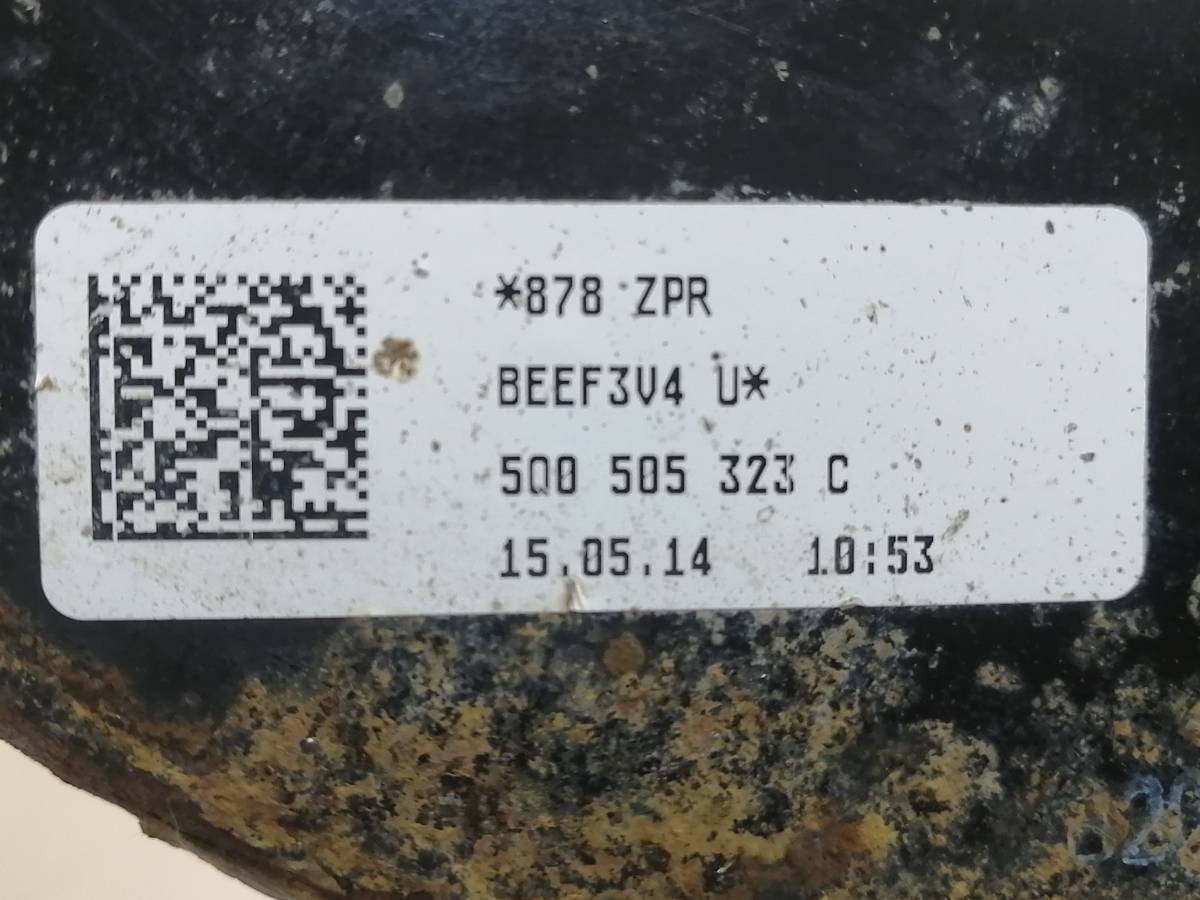 *878 ZPR
BEEF3V4 U*
5Q0 505 323 C
15.05.14 10:53